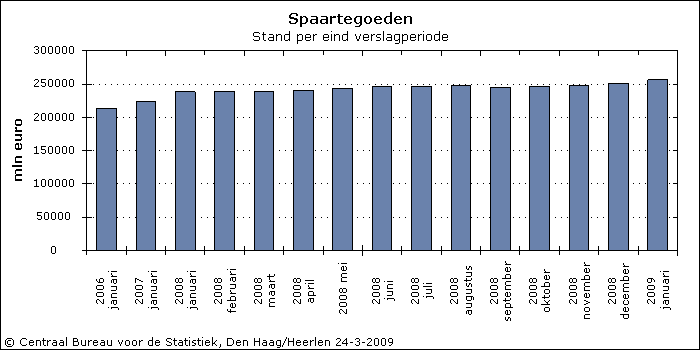 Spaartegoeden
Stand per eind verslagperiode
mln euro
300000
250000
200000
150000
100000
50000
0
2006 januari
2007 januari
2008 januari
2008 februari
2008 maart
2008 april
2008 mei
2008 juni
2008 juli
2008 augustus
2008 september
2008 oktober
2008 november
2008 december
2009 januari
© Centraal Bureau voor de Statistiek, Den Haag/Heerlen 24-3-2009